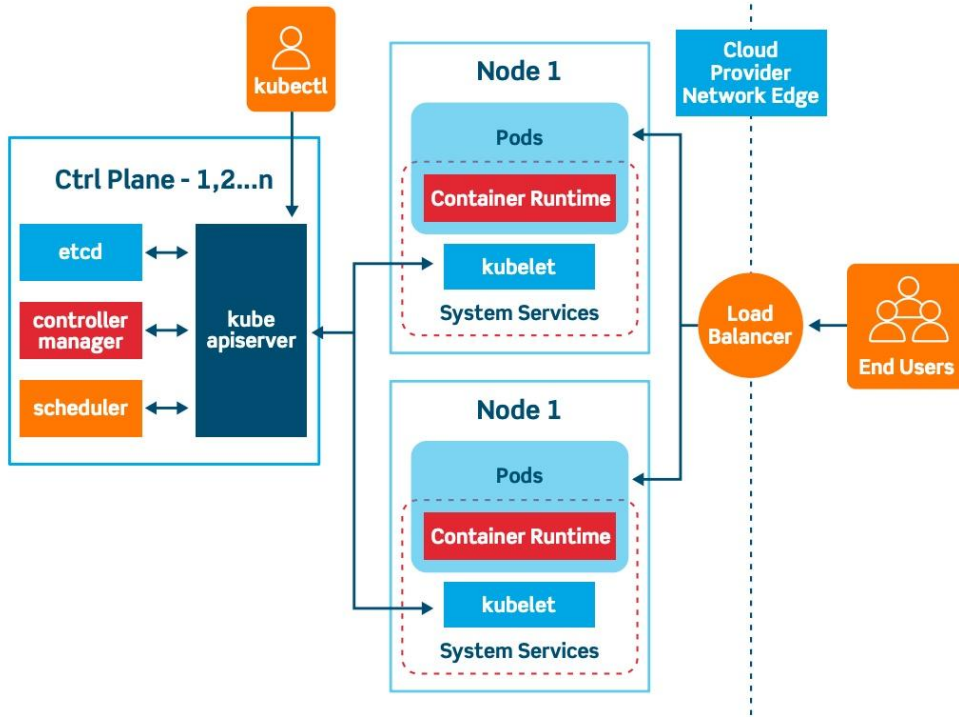 kubectl
Ctrl Plane - 1,2...n
etcd
controller
manager
scheduler
kube
apiserver
Node 1
Pods
Container Runtime
kubelet
System Services
Node 1
Pods
Container Runtime
kubelet
System Services
Cloud
Provider
Network Edge
Load
Balancer
End Users